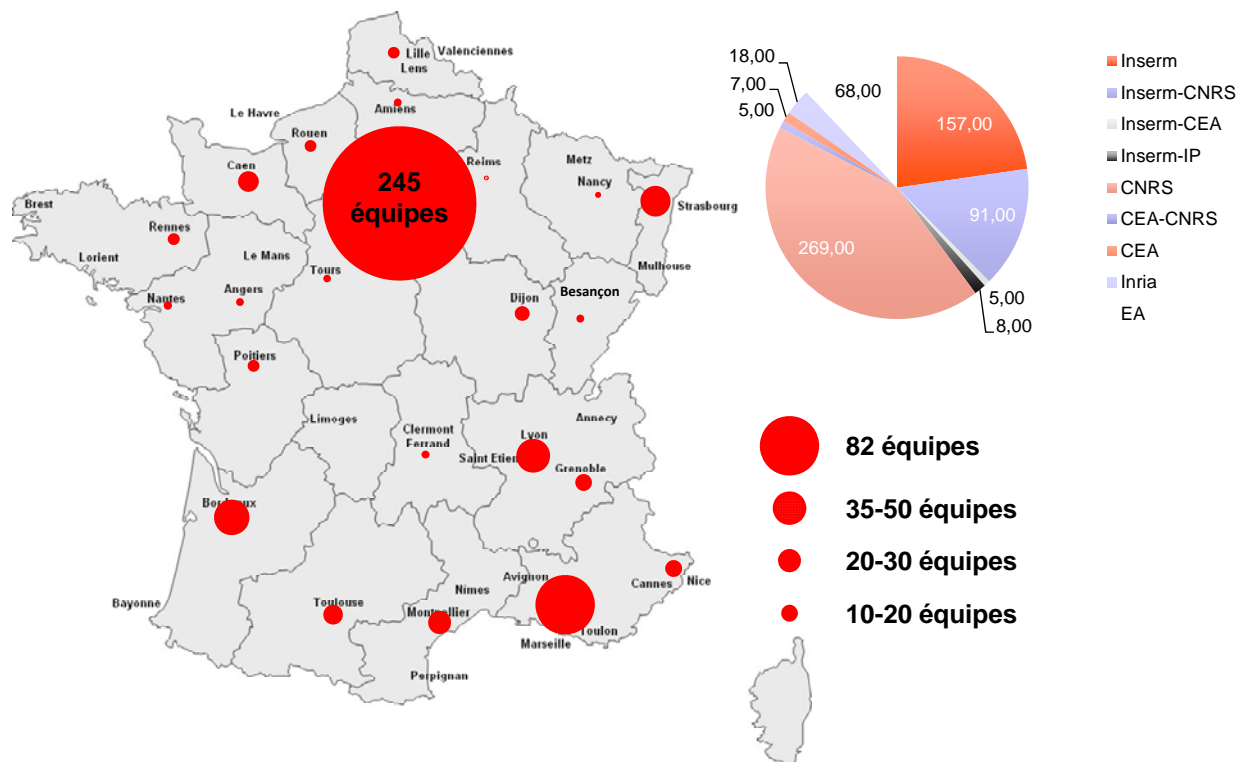 Lille
Valenciennes
Lens
Amiens
Le Havre
Rouen
Caen
Reims
Metz
Nancy
Strasbourg
Mulhouse
Brest
Rennes
Lorient
Le Mans
245
équipes
Tours
Nantes
Angers
Dijon
Besançon
Poitiers
Limoges
Clermont
Ferrand
Annecy
Lyon
Saint Etien
Grenoble
Bordeaux
Bayonne
Toulouse
Montpellier
Nimes
Avignon
Cannes
Nice
Marseille
Toulon
Perpignan
18,00
7,00
5,00
68,00
157,00
91,00
269,00
5,00
8,00
Inserm
Inserm-CNRS
Inserm-CEA
Inserm-IP
CNRS
CEA-CNRS
CEA
Inria
EA
82 équipes
35-50 équipes
20-30 équipes
10-20 équipes